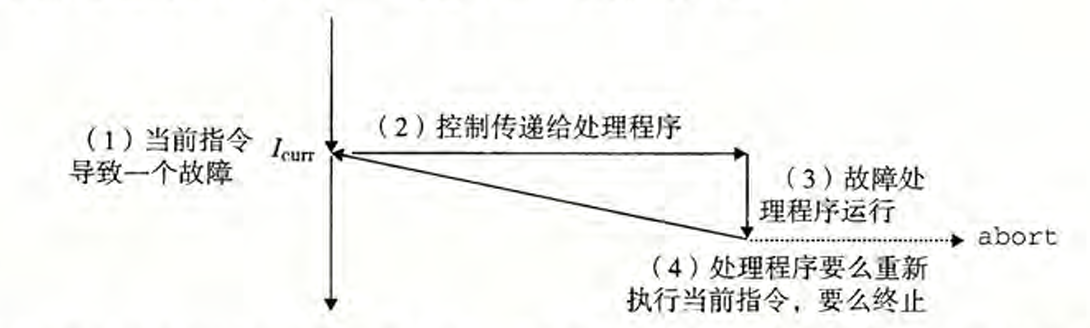 (1)当前指令
导致一个故障
Icurr
(2)控制传递给处理程序
(3)故障处
理程序运行
abort
(4)处理程序要么重新
执行当前指令，要么终止